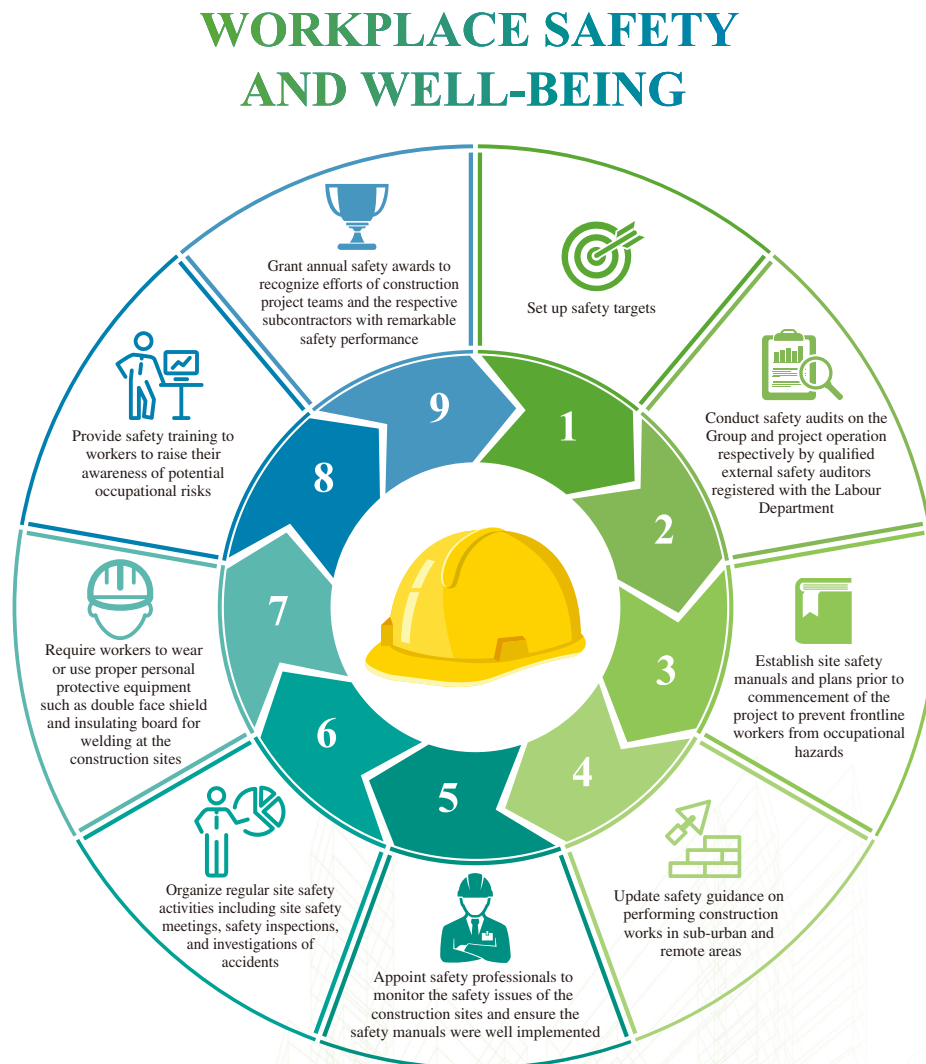 WORKPLACE SAFETY
AND WELL-BEING
1
Set up safety targets
2
Conduct safety audits on the
Group and project operation
respectively by qualified
external safety auditors
registered with the Labour
Department
3
Establish site safety
manuals and plans prior to
commencement of the
project to prevent frontline
workers from occupational
hazards
4
Update safety guidance on
performing construction
works in sub-urban and
remote areas
5
Appoint safety professionals to
monitor the safety issues of the
construction sites and ensure the
safety manuals were well implemented
6
Organize regular site safety
activities including site safety
meetings, safety inspections,
and investigations of
accidents
7
Require workers to wear
or use proper personal
protective equipment
such as double face shield
and insulating board for
welding at the
construction sites
8
Provide safety training to
workers to raise their
awareness of potential
occupational risks
9
Grant annual safety awards to
recognize efforts of construction
project teams and the respective
subcontractors with remarkable
safety performance